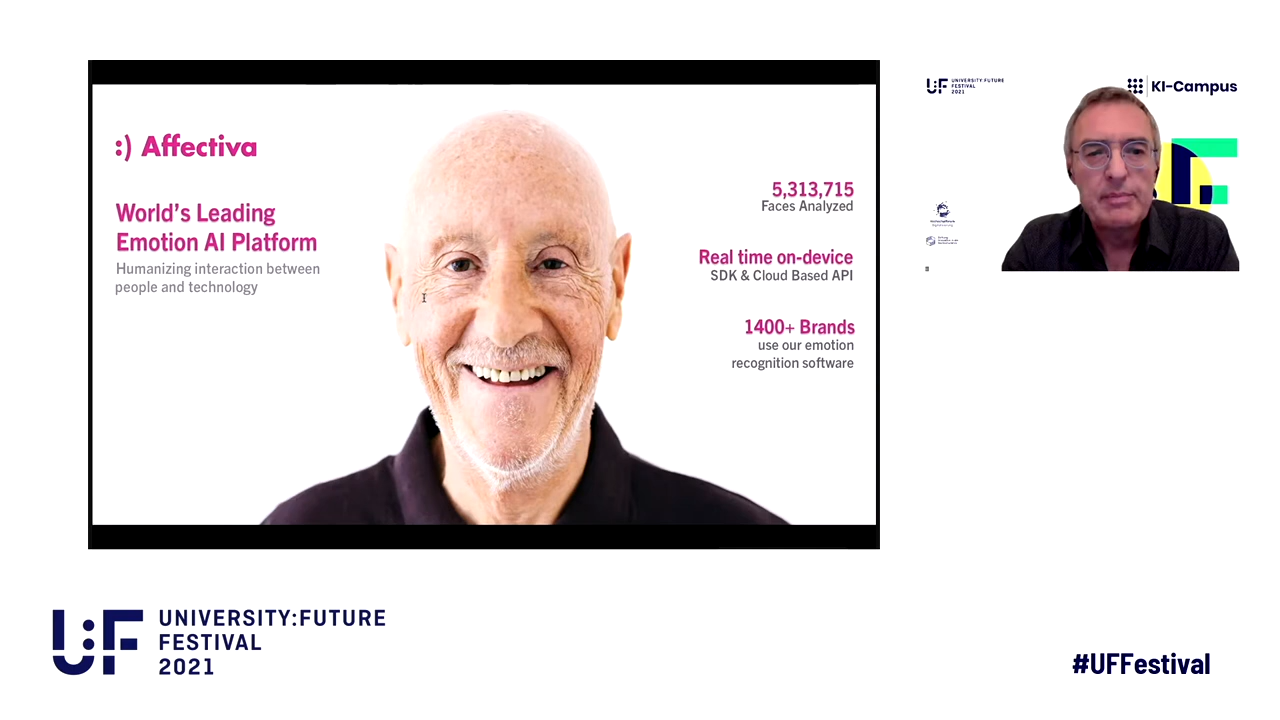 :) Affectiva
World's Leading
Emotion AI Platform
Humanizing interaction between
people and technology
5,313,715
Faces Analyzed
Real time on-device
SDK & Cloud Based API
1400+ Brands
use our emotion
recognition software
U:F UNIVERSITY:FUTURE
FESTIVAL
2021
KI-Campus
U:F UNIVERSITY:FUTURE
FESTIVAL
2021
#UFFestival